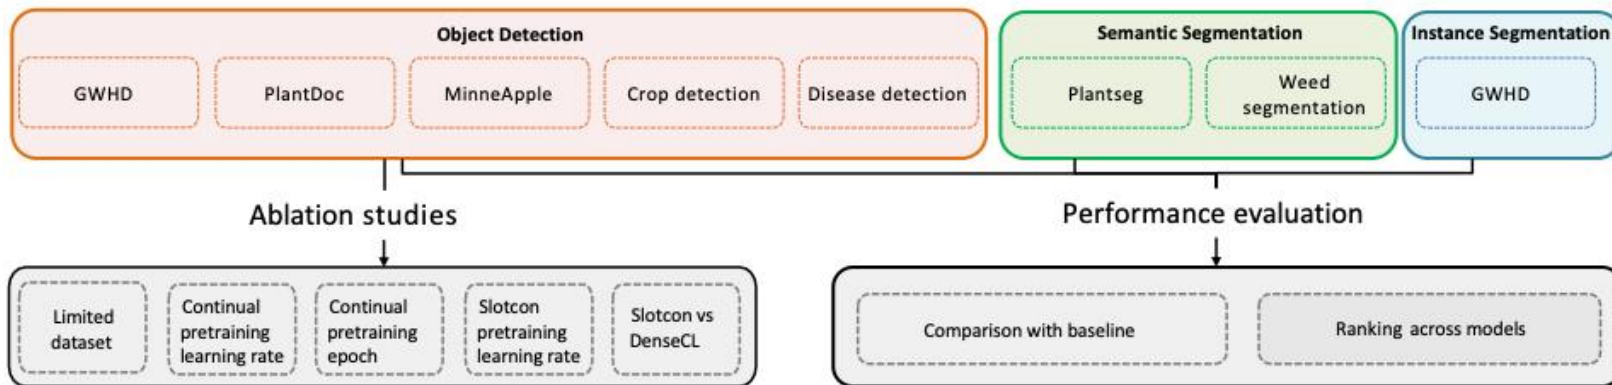 Object Detection
GWHD
PlantDoc
MinneApple
Crop detection
Disease detection
Semantic Segmentation
Plantseg
Weed
segmentation
Instance Segmentation
GWHD
Ablation studies
Performance evaluation
Limited
dataset
Continual
pretraining
learning rate
Continual
pretraining
epoch
Slotcon
pretraining
learning rate
Slotcon vs
DenseCL
Comparison with baseline
Ranking across models